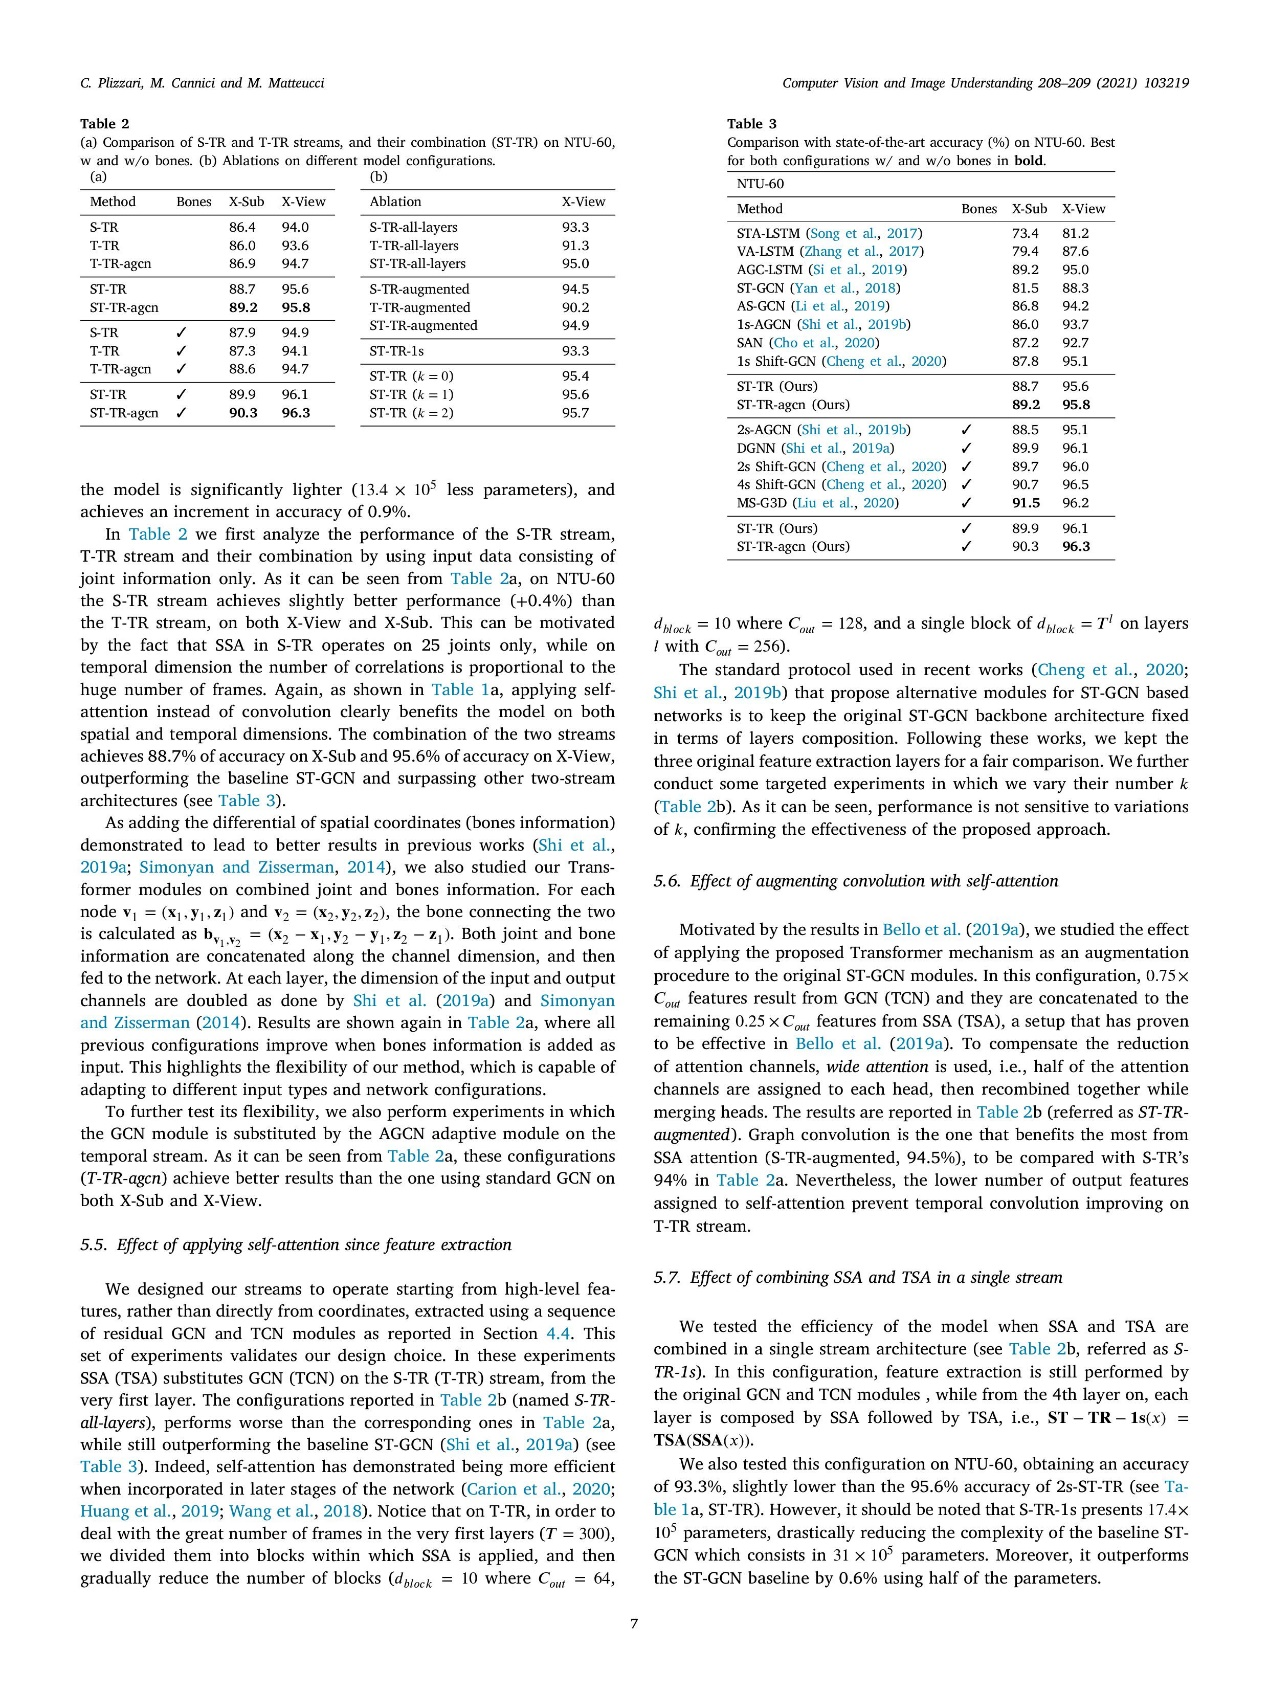 C. Plizzari, M. Cannici and M. Matteucci
Computer Vision and Image Understanding 208–209 (2021) 103219
Table 2
(a) Comparison of S-TR and T-TR streams, and their combination (ST-TR) on NTU-60,
w and w/o bones. (b) Ablations on different model configurations.
(a)
Method Bones X-Sub X-View
S-TR 86.4 94.0
T-TR 86.0 93.6
T-TR-agcn 86.9 94.7
ST-TR 88.7 95.6
ST-TR-agcn 89.2 95.8
S-TR ✓ 87.9 94.9
T-TR ✓ 87.3 94.1
T-TR-agcn ✓ 88.6 94.7
ST-TR ✓ 89.9 96.1
ST-TR-agcn ✓ 90.3 96.3
(b)
Ablation X-View
S-TR-all-layers 93.3
T-TR-all-layers 91.3
ST-TR-all-layers 95.0
S-TR-augmented 94.5
T-TR-augmented 90.2
ST-TR-augmented 94.9
ST-TR-1s 93.3
ST-TR (k = 0) 95.4
ST-TR (k = 1) 95.6
ST-TR (k = 2) 95.7
the model is significantly lighter (13.4 × 10⁵ less parameters), and
achieves an increment in accuracy of 0.9%.
In Table 2 we first analyze the performance of the S-TR stream,
T-TR stream and their combination by using input data consisting of
joint information only. As it can be seen from Table 2a, on NTU-60
the S-TR stream achieves slightly better performance (+0.4%) than
the T-TR stream, on both X-View and X-Sub. This can be motivated
by the fact that SSA in S-TR operates on 25 joints only, while on
temporal dimension the number of correlations is proportional to the
huge number of frames. Again, as shown in Table 1a, applying self-
attention instead of convolution clearly benefits the model on both
spatial and temporal dimensions. The combination of the two streams
achieves 88.7% of accuracy on X-Sub and 95.6% of accuracy on X-View,
outperforming the baseline ST-GCN and surpassing other two-stream
architectures (see Table 3).
As adding the differential of spatial coordinates (bones information)
demonstrated to lead to better results in previous works (Shi et al.,
2019a; Simonyan and Zisserman, 2014), we also studied our Trans-
former modules on combined joint and bones information. For each
node v₁ = (x₁, y₁, z₁) and v₂ = (x₂, y₂, z₂), the bone connecting the two
is calculated as b_{v₁,v₂} = (x₂ − x₁, y₂ − y₁, z₂ − z₁). Both joint and bone
information are concatenated along the channel dimension, and then
fed to the network. At each layer, the dimension of the input and output
channels are doubled as done by Shi et al. (2019a) and Simonyan
and Zisserman (2014). Results are shown again in Table 2a, where all
previous configurations improve when bones information is added as
input. This highlights the flexibility of our method, which is capable of
adapting to different input types and network configurations.
To further test its flexibility, we also perform experiments in which
the GCN module is substituted by the AGCN adaptive module on the
temporal stream. As it can be seen from Table 2a, these configurations
(T-TR-agcn) achieve better results than the one using standard GCN on
both X-Sub and X-View.
5.5. Effect of applying self-attention since feature extraction
We designed our streams to operate starting from high-level fea-
tures, rather than directly from coordinates, extracted using a sequence
of residual GCN and TCN modules as reported in Section 4.4. This
set of experiments validates our design choice. In these experiments
SSA (TSA) substitutes GCN (TCN) on the S-TR (T-TR) stream, from the
very first layer. The configurations reported in Table 2b (named S-TR-
all-layers), performs worse than the corresponding ones in Table 2a,
while still outperforming the baseline ST-GCN (Shi et al., 2019a) (see
Table 3). Indeed, self-attention has demonstrated being more efficient
when incorporated in later stages of the network (Carion et al., 2020;
Huang et al., 2019; Wang et al., 2018). Notice that on T-TR, in order to
deal with the great number of frames in the very first layers (T = 300),
we divided them into blocks within which SSA is applied, and then
gradually reduce the number of blocks (d_{block} = 10 where C_{out} = 64,
Table 3
Comparison with state-of-the-art accuracy (%) on NTU-60. Best
for both configurations w/ and w/o bones in bold.
NTU-60
Method Bones X-Sub X-View
STA-LSTM (Song et al., 2017) 73.4 81.2
VA-LSTM (Zhang et al., 2017) 79.4 87.6
AGC-LSTM (Si et al., 2019) 89.2 95.0
ST-GCN (Yan et al., 2018) 81.5 88.3
AS-GCN (Li et al., 2019) 86.8 94.2
1s-AGCN (Shi et al., 2019b) 86.0 93.7
SAN (Cho et al., 2020) 87.2 92.7
1s Shift-GCN (Cheng et al., 2020) 87.8 95.1
ST-TR (Ours) 88.7 95.6
ST-TR-agcn (Ours) 89.2 95.8
2s-AGCN (Shi et al., 2019b) ✓ 88.5 95.1
DGNN (Shi et al., 2019a) ✓ 89.9 96.1
2s Shift-GCN (Cheng et al., 2020) ✓ 89.7 96.0
4s Shift-GCN (Cheng et al., 2020) ✓ 90.7 96.5
MS-G3D (Liu et al., 2020) ✓ 91.5 96.2
ST-TR (Ours) ✓ 89.9 96.1
ST-TR-agcn (Ours) ✓ 90.3 96.3
d_{block} = 10 where C_{out} = 128, and a single block of d_{block} = T^l on layers
l with C_{out} = 256).
The standard protocol used in recent works (Cheng et al., 2020;
Shi et al., 2019b) that propose alternative modules for ST-GCN based
networks is to keep the original ST-GCN backbone architecture fixed
in terms of layers composition. Following these works, we kept the
three original feature extraction layers for a fair comparison. We further
conduct some targeted experiments in which we vary their number k
(Table 2b). As it can be seen, performance is not sensitive to variations
of k, confirming the effectiveness of the proposed approach.
5.6. Effect of augmenting convolution with self-attention
Motivated by the results in Bello et al. (2019a), we studied the effect
of applying the proposed Transformer mechanism as an augmentation
procedure to the original ST-GCN modules. In this configuration, 0.75×
C_{out} features result from GCN (TCN) and they are concatenated to the
remaining 0.25 × C_{out} features from SSA (TSA), a setup that has proven
to be effective in Bello et al. (2019a). To compensate the reduction
of attention channels, wide attention is used, i.e., half of the attention
channels are assigned to each head, then recombined together while
merging heads. The results are reported in Table 2b (referred as ST-TR-
augmented). Graph convolution is the one that benefits the most from
SSA attention (S-TR-augmented, 94.5%), to be compared with S-TR's
94% in Table 2a. Nevertheless, the lower number of output features
assigned to self-attention prevent temporal convolution improving on
T-TR stream.
5.7. Effect of combining SSA and TSA in a single stream
We tested the efficiency of the model when SSA and TSA are
combined in a single stream architecture (see Table 2b, referred as S-
TR-1s). In this configuration, feature extraction is still performed by
the original GCN and TCN modules , while from the 4th layer on, each
layer is composed by SSA followed by TSA, i.e., ST − TR − 1s(x) =
TSA(SSA(x)).
We also tested this configuration on NTU-60, obtaining an accuracy
of 93.3%, slightly lower than the 95.6% accuracy of 2s-ST-TR (see Ta-
ble 1a, ST-TR). However, it should be noted that S-TR-1s presents 17.4×
10⁵ parameters, drastically reducing the complexity of the baseline ST-
GCN which consists in 31 × 10⁵ parameters. Moreover, it outperforms
the ST-GCN baseline by 0.6% using half of the parameters.
7